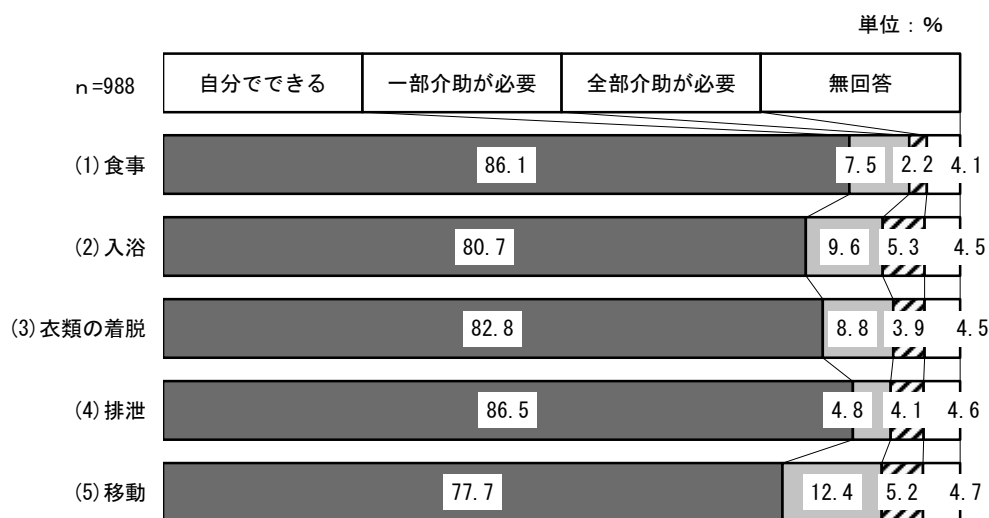 単位：％
ｎ=988 自分でできる 一部介助が必要 全部介助が必要 無回答
(1)食事 86.1 7.5 2.2 4.1
(2)入浴 80.7 9.6 5.3 4.5
(3)衣類の着脱 82.8 8.8 3.9 4.5
(4)排泄 86.5 4.8 4.1 4.6
(5)移動 77.7 12.4 5.2 4.7